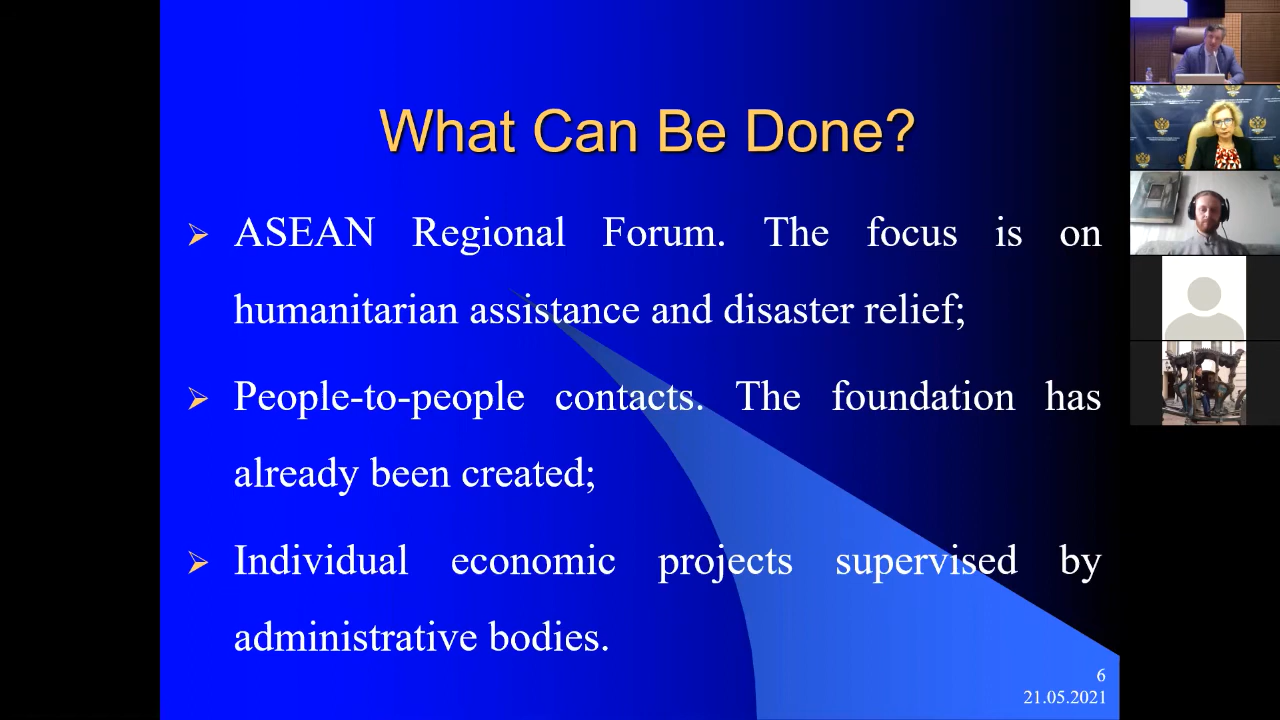 What Can Be Done?
ASEAN Regional Forum. The focus is on
humanitarian assistance and disaster relief;
People-to-people contacts. The foundation has
already been created;
Individual economic projects supervised by
administrative bodies.
6
21.05.2021